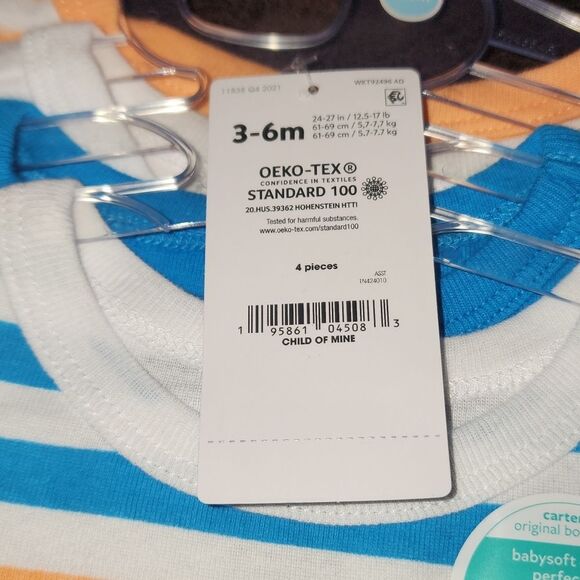 11838 Q4 2021
WKT92496 AD
3-6m
24-27 in / 12.5-17 lb
61-69 cm / 5,7-7,7 kg
61-69 cm / 5.7-7.7 kg
OEKO-TEX®
CONFIDENCE IN TEXTILES
STANDARD 100
20.HUS.39362 HOHENSTEIN HTTI
Tested for harmful substances.
www.oeko-tex.com/standard100
4 pieces
ASST
1N424010
1 95861 04508 3
CHILD OF MINE
carter
original bo
babysoft
perfe